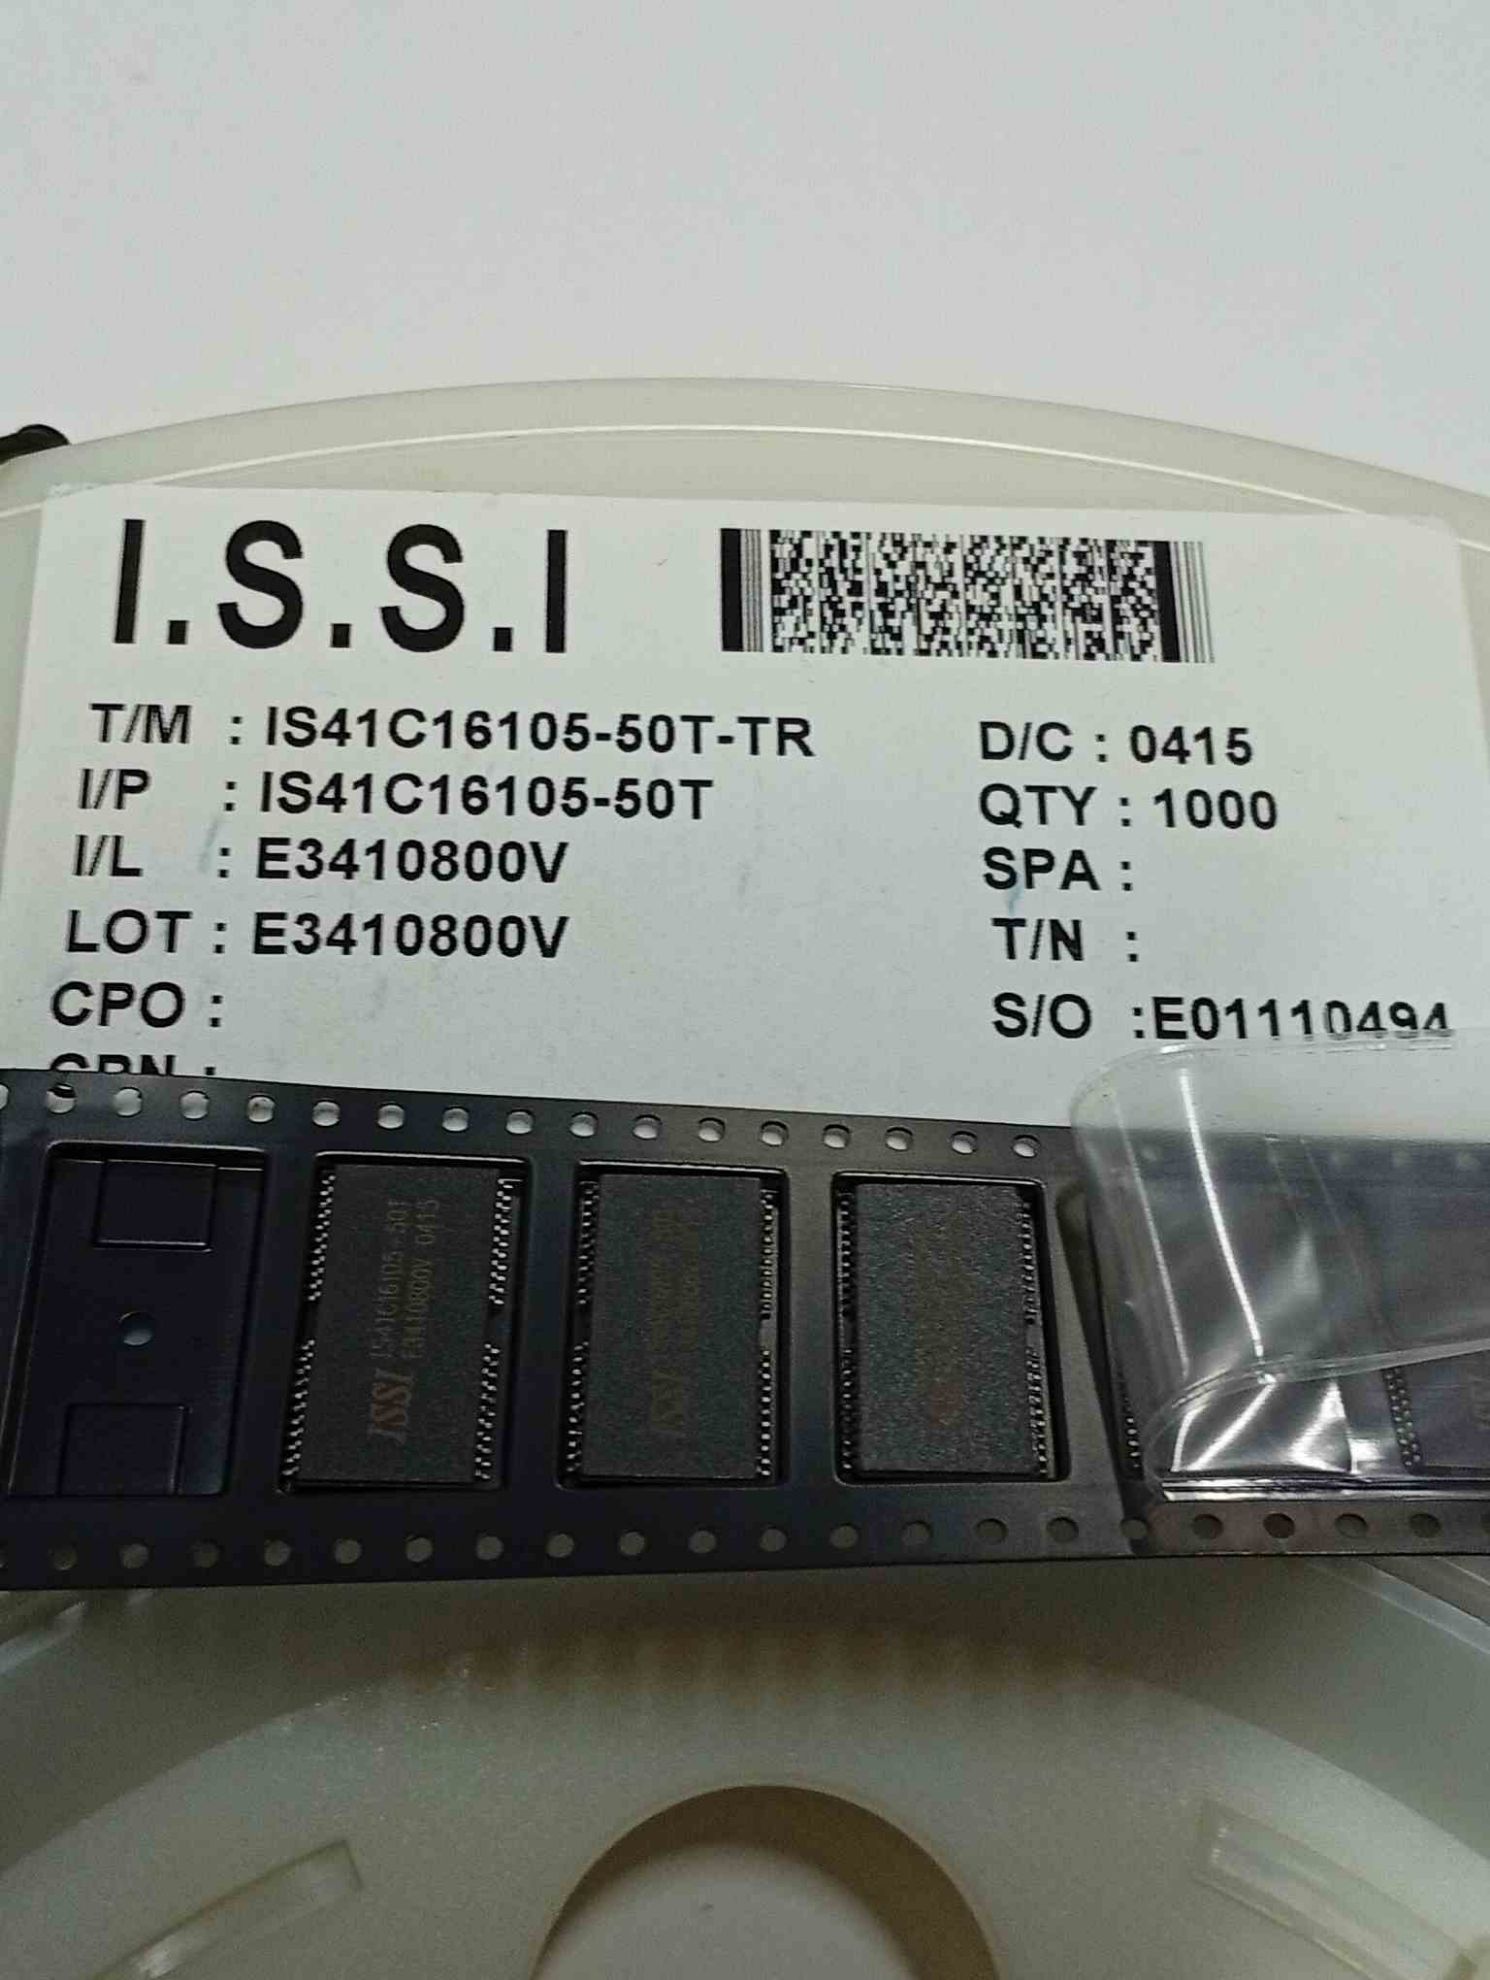 I.S.S.I
T/M : IS41C16105-50T-TR
I/P : IS41C16105-50T
I/L : E3410800V
LOT : E3410800V
CPO :
D/C : 0415
QTY : 1000
SPA :
T/N :
S/O :E01110494
ISSI
IS41C16105-50T
E3410800V 0415
ISSI